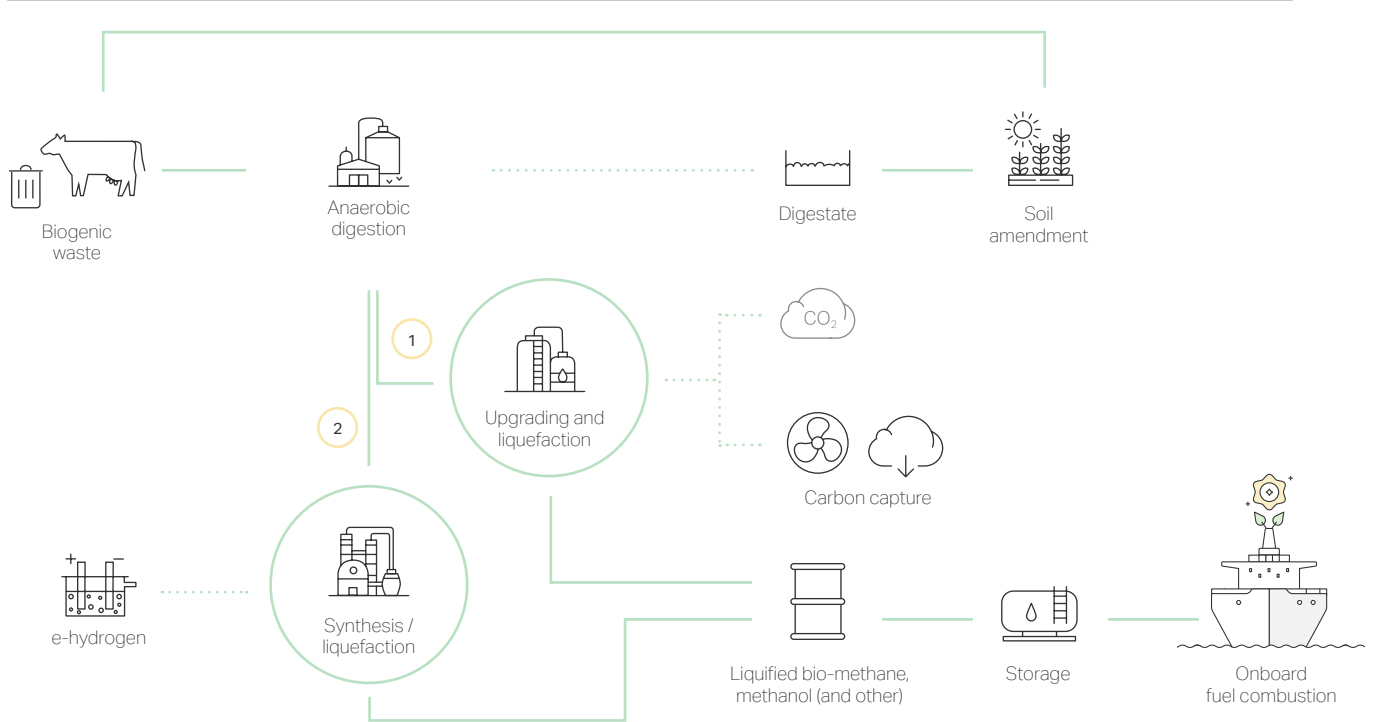 Biogenic
waste
Anaerobic
digestion
Digestate
Soil
amendment
CO₂
1
Upgrading and
liquefaction
2
Carbon capture
+ −
e-hydrogen
Synthesis /
liquefaction
Liquified bio-methane,
methanol (and other)
Storage
Onboard
fuel combustion